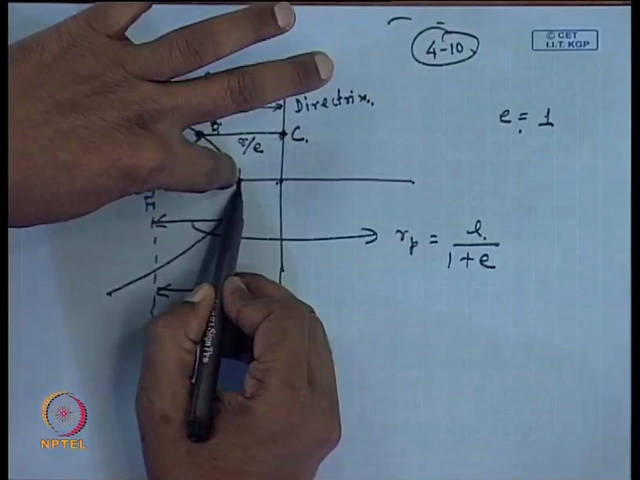 4-10
© CET
I.I.T. KGP
Directrix.
e = 1
C.
r/e
r_p = l / 1 + e
NPTEL